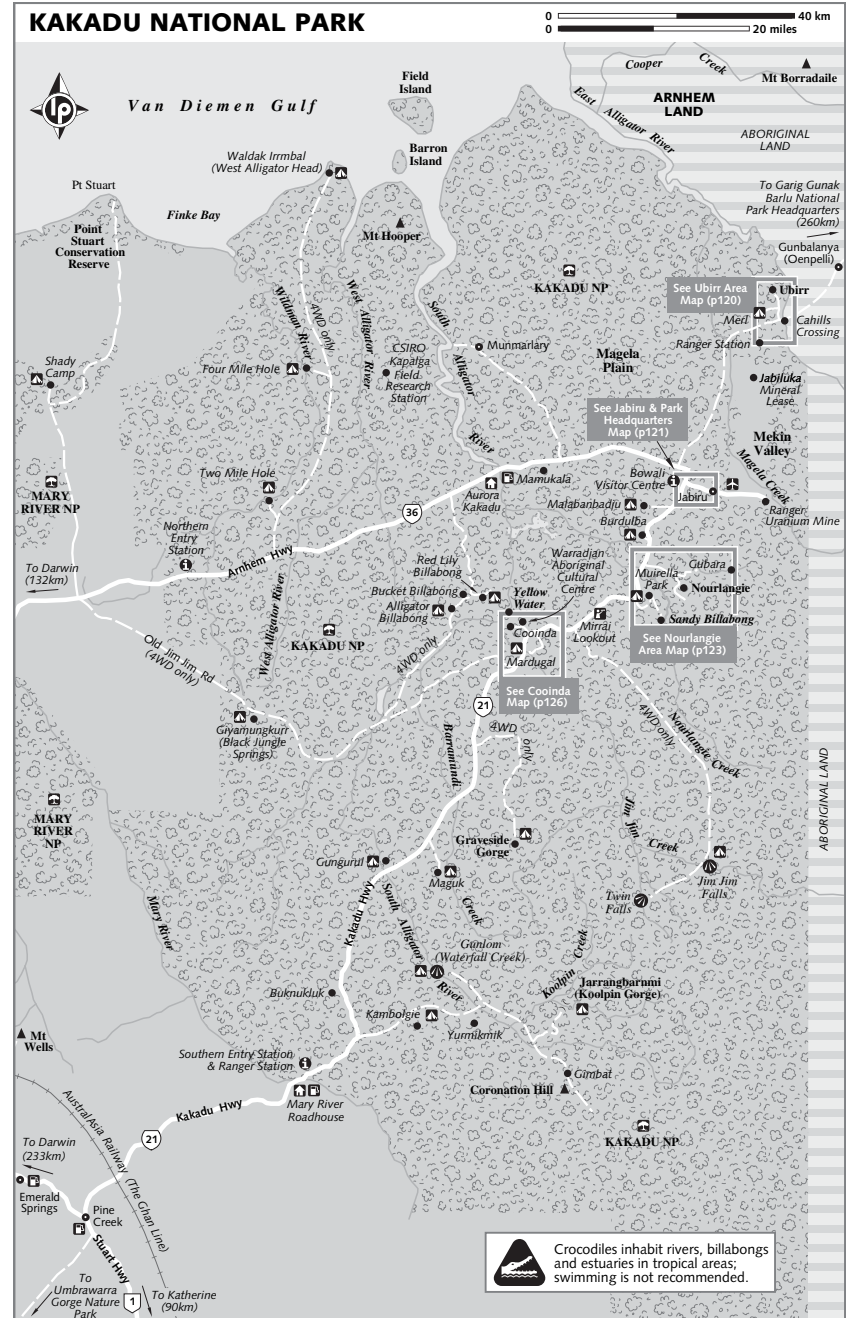 KAKADU NATIONAL PARK
0 40 km
0 20 miles
lp
Van Diemen Gulf
Field
Island
Barron
Island
Cooper Creek
Mt Borradaile
ARNHEM
LAND
East Alligator River
ABORIGINAL
LAND
Waldak Irrmbal
(West Alligator Head)
Pt Stuart
Finke Bay
Point
Stuart
Conservation
Reserve
Mt Hooper
To Garig Gunak
Barlu National
Park Headquarters
(260km)
Gunbalanya
(Oenpelli)
KAKADU NP
See Ubirr Area
Map (p120)
Ubirr
Merl
Cahills
Crossing
Ranger Station
Wildman River
4WD only
West Alligator River
South Alligator River
Munmarlary
Magela
Plain
CSIRO
Kapalga
Field
Research
Station
Shady
Camp
Four Mile Hole
Jabiluka
Mineral
Lease
See Jabiru & Park
Headquarters
Map (p121)
Mekin
Valley
Magela Creek
Two Mile Hole
MARY
RIVER NP
Aurora
Kakadu
Mamukala
Bowali
Visitor Centre
Jabiru
Malabanbadju
Burdulba
Ranger
Uranium Mine
36
Northern
Entry
Station
Arnhem Hwy
To Darwin
(132km)
Red Lily
Billabong
Bucket Billabong
Alligator
Billabong
Yellow
Water
Warradjan
Aboriginal
Cultural
Centre
Muirella
Park
Gubara
Nourlangie
Sandy Billabong
Mirrai
Lookout
See Nourlangie
Area Map (p123)
Cooinda
Mardugal
See Cooinda
Map (p126)
West Alligator River
KAKADU NP
4WD only
Old Jim Jim Rd
(4WD only)
Giyamungkurr
(Black Jungle
Springs)
21
4WD only
Barramundi Creek
4WD only
Nourlangie Creek
Jim Jim Creek
ABORIGINAL LAND
MARY
RIVER
NP
Graveside
Gorge
Gungurul
Maguk
Jim Jim
Falls
Twin
Falls
Mary River
Kakadu Hwy
South Alligator River
Gunlom
(Waterfall Creek)
Koolpin Creek
Jarrangbarnmi
(Koolpin Gorge)
Buknukluk
Kambolgie
Yurmikmik
Mt
Wells
Southern Entry Station
& Ranger Station
Gimbat
Coronation Hill
Mary River
Roadhouse
Kakadu Hwy
AustralAsia Railway (The Ghan Line)
21
KAKADU NP
To Darwin
(233km)
Emerald
Springs
Pine
Creek
Stuart Hwy
To
Umbrawarra
Gorge Nature
Park
1
To Katherine
(90km)
Crocodiles inhabit rivers, billabongs
and estuaries in tropical areas;
swimming is not recommended.